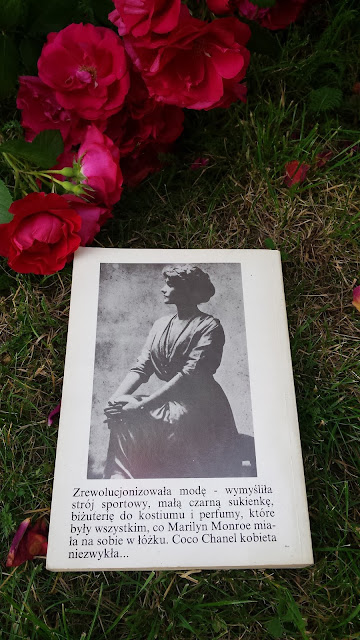 Zrewolucjonizowała modę - wymyśliła
strój sportowy, małą czarną sukienkę,
biżuterię do kostiumu i perfumy, które
były wszystkim, co Marilyn Monroe mia-
ła na sobie w łóżku. Coco Chanel kobieta
niezwykła...